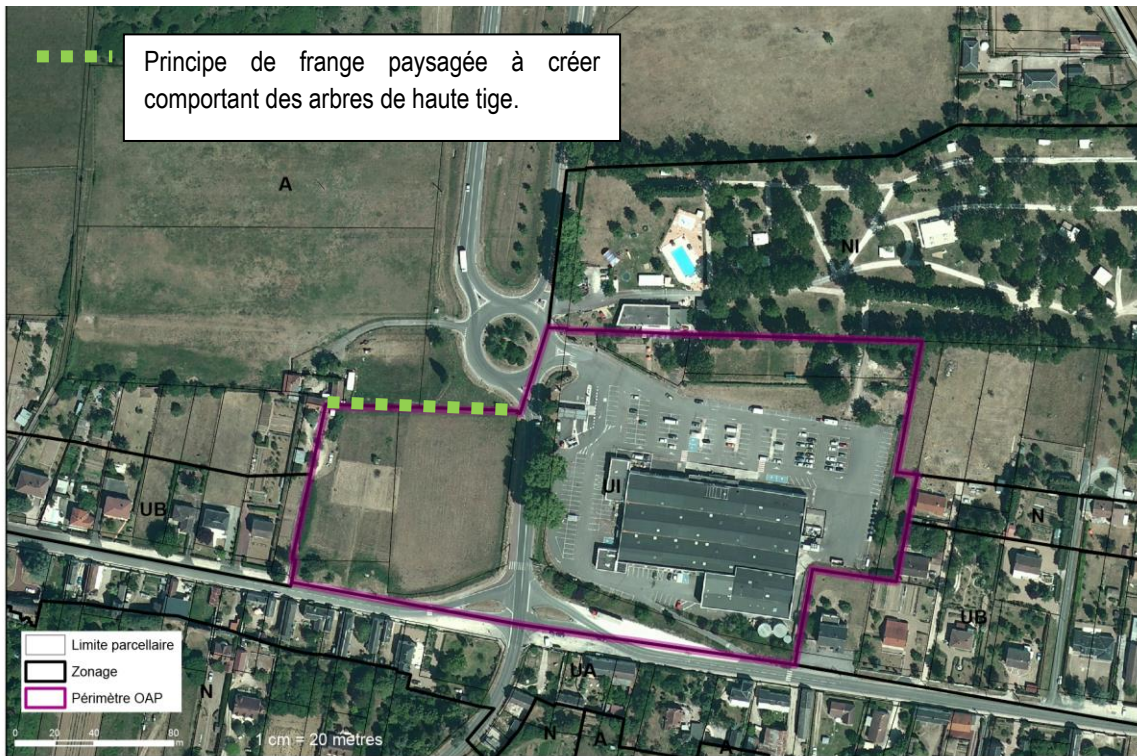 Principe de frange paysagée à créer
comportant des arbres de haute tige.
A
NI
UI
UB
N
UB
UA
N
N
A
A
Limite parcellaire
Zonage
Périmètre OAP
0 20 40 80
m
1 cm = 20 mètres